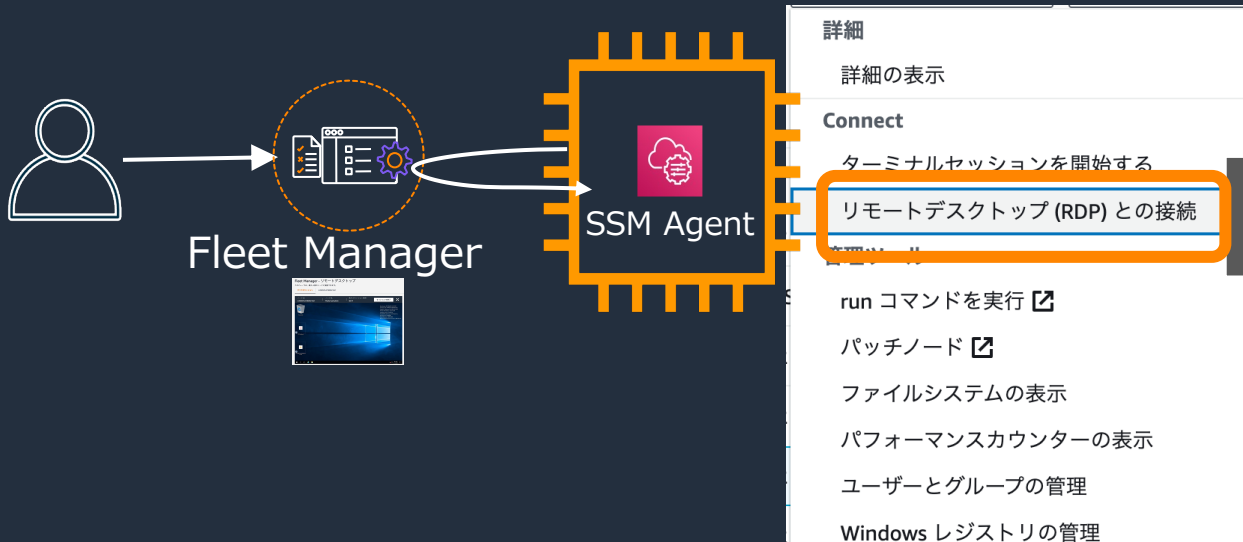 Fleet Manager
SSM Agent
詳細
詳細の表示
Connect
ターミナルセッションを開始する
リモートデスクトップ (RDP) との接続
管理ツール
run コマンドを実行
パッチノード
ファイルシステムの表示
パフォーマンスカウンターの表示
ユーザーとグループの管理
Windows レジストリの管理